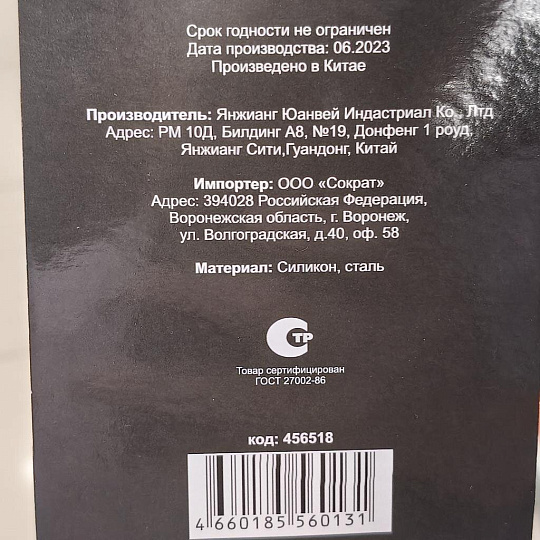 Срок годности не ограничен
Дата производства: 06.2023
Произведено в Китае
Производитель: Янжианг Юанвей Индастриал Ко., Лтд
Адрес: РМ 10Д, Билдинг А8, №19, Донфенг 1 роуд,
Янжианг Сити,Гуандонг, Китай
Импортер: ООО «Сократ»
Адрес: 394028 Российская Федерация,
Воронежская область, г. Воронеж,
ул. Волгоградская, д.40, оф. 58
Материал: Силикон, сталь
СТР
Товар сертифицирован
ГОСТ 27002-86
код: 456518
4 660185 560131